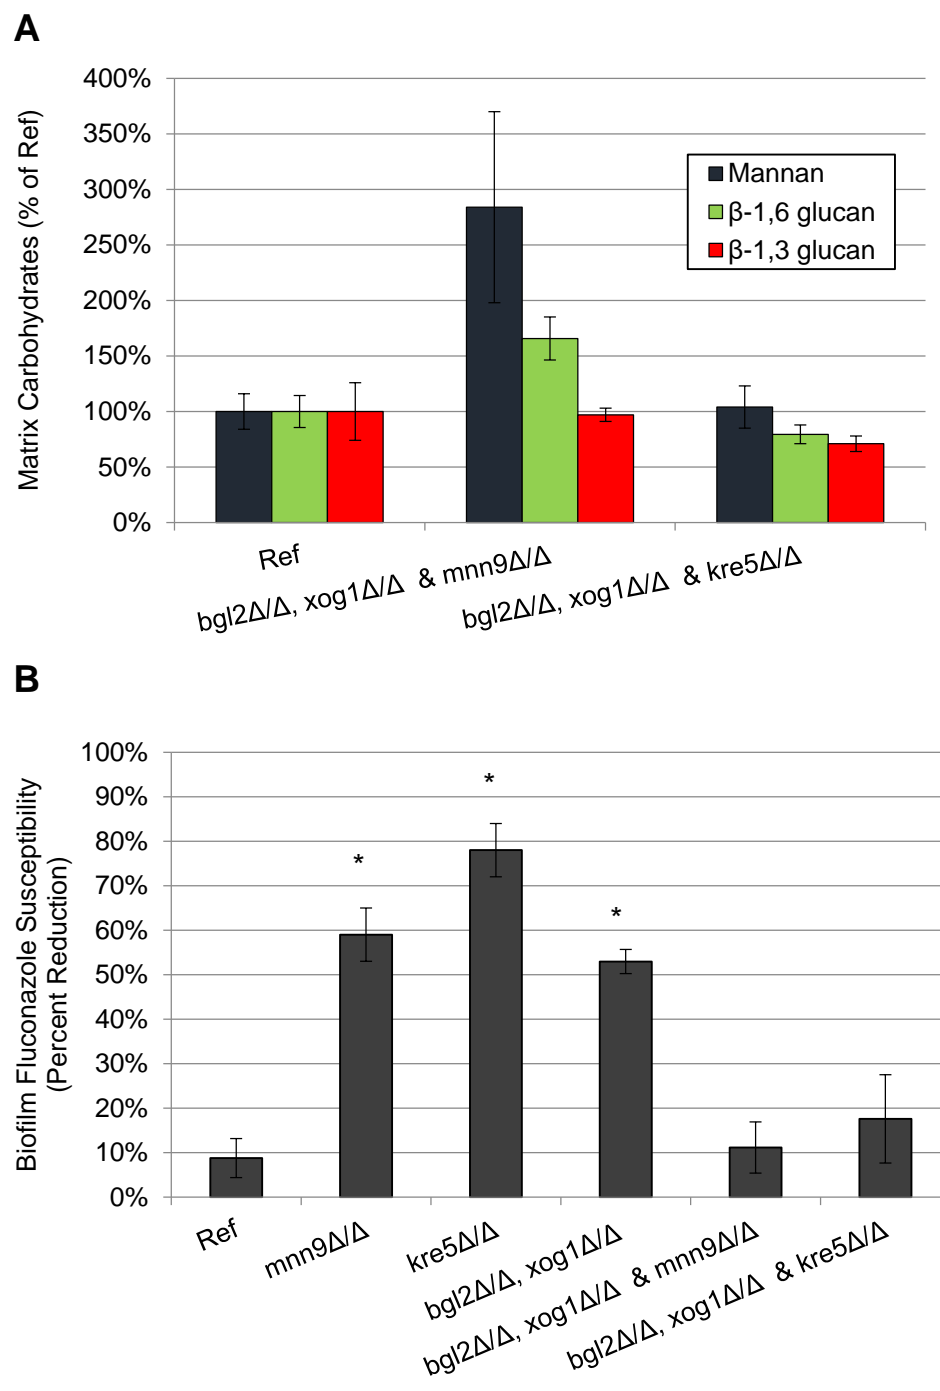 A
Matrix Carbohydrates (% of Ref)
400%
350%
300%
250%
200%
150%
100%
50%
0%
Mannan
β-1,6 glucan
β-1,3 glucan
Ref
bgl2Δ/Δ, xog1Δ/Δ & mnn9Δ/Δ
bgl2Δ/Δ, xog1Δ/Δ & kre5Δ/Δ
B
Biofilm Fluconazole Susceptibility
(Percent Reduction)
100%
90%
80%
70%
60%
50%
40%
30%
20%
10%
0%
*
*
*
Ref
mnn9Δ/Δ
kre5Δ/Δ
bgl2Δ/Δ, xog1Δ/Δ
bgl2Δ/Δ, xog1Δ/Δ & mnn9Δ/Δ
bgl2Δ/Δ, xog1Δ/Δ & kre5Δ/Δ